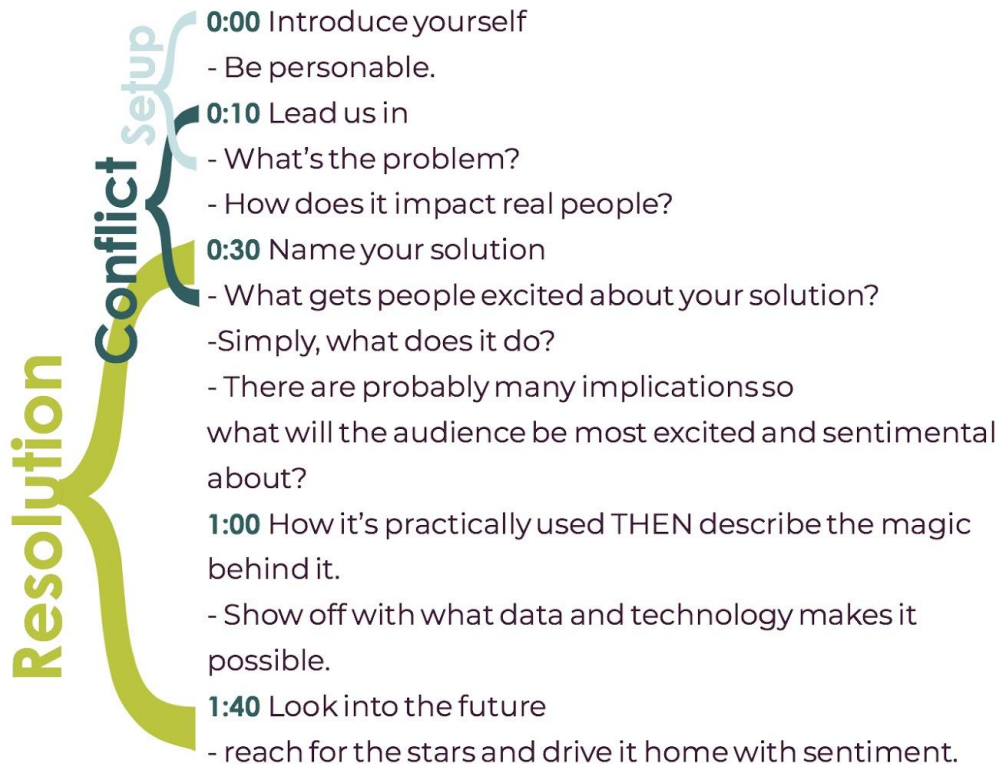 Setup
Conflict
Resolution
0:00 Introduce yourself
- Be personable.
0:10 Lead us in
- What's the problem?
- How does it impact real people?
0:30 Name your solution
- What gets people excited about your solution?
-Simply, what does it do?
- There are probably many implications so
what will the audience be most excited and sentimental
about?
1:00 How it's practically used THEN describe the magic
behind it.
- Show off with what data and technology makes it
possible.
1:40 Look into the future
- reach for the stars and drive it home with sentiment.